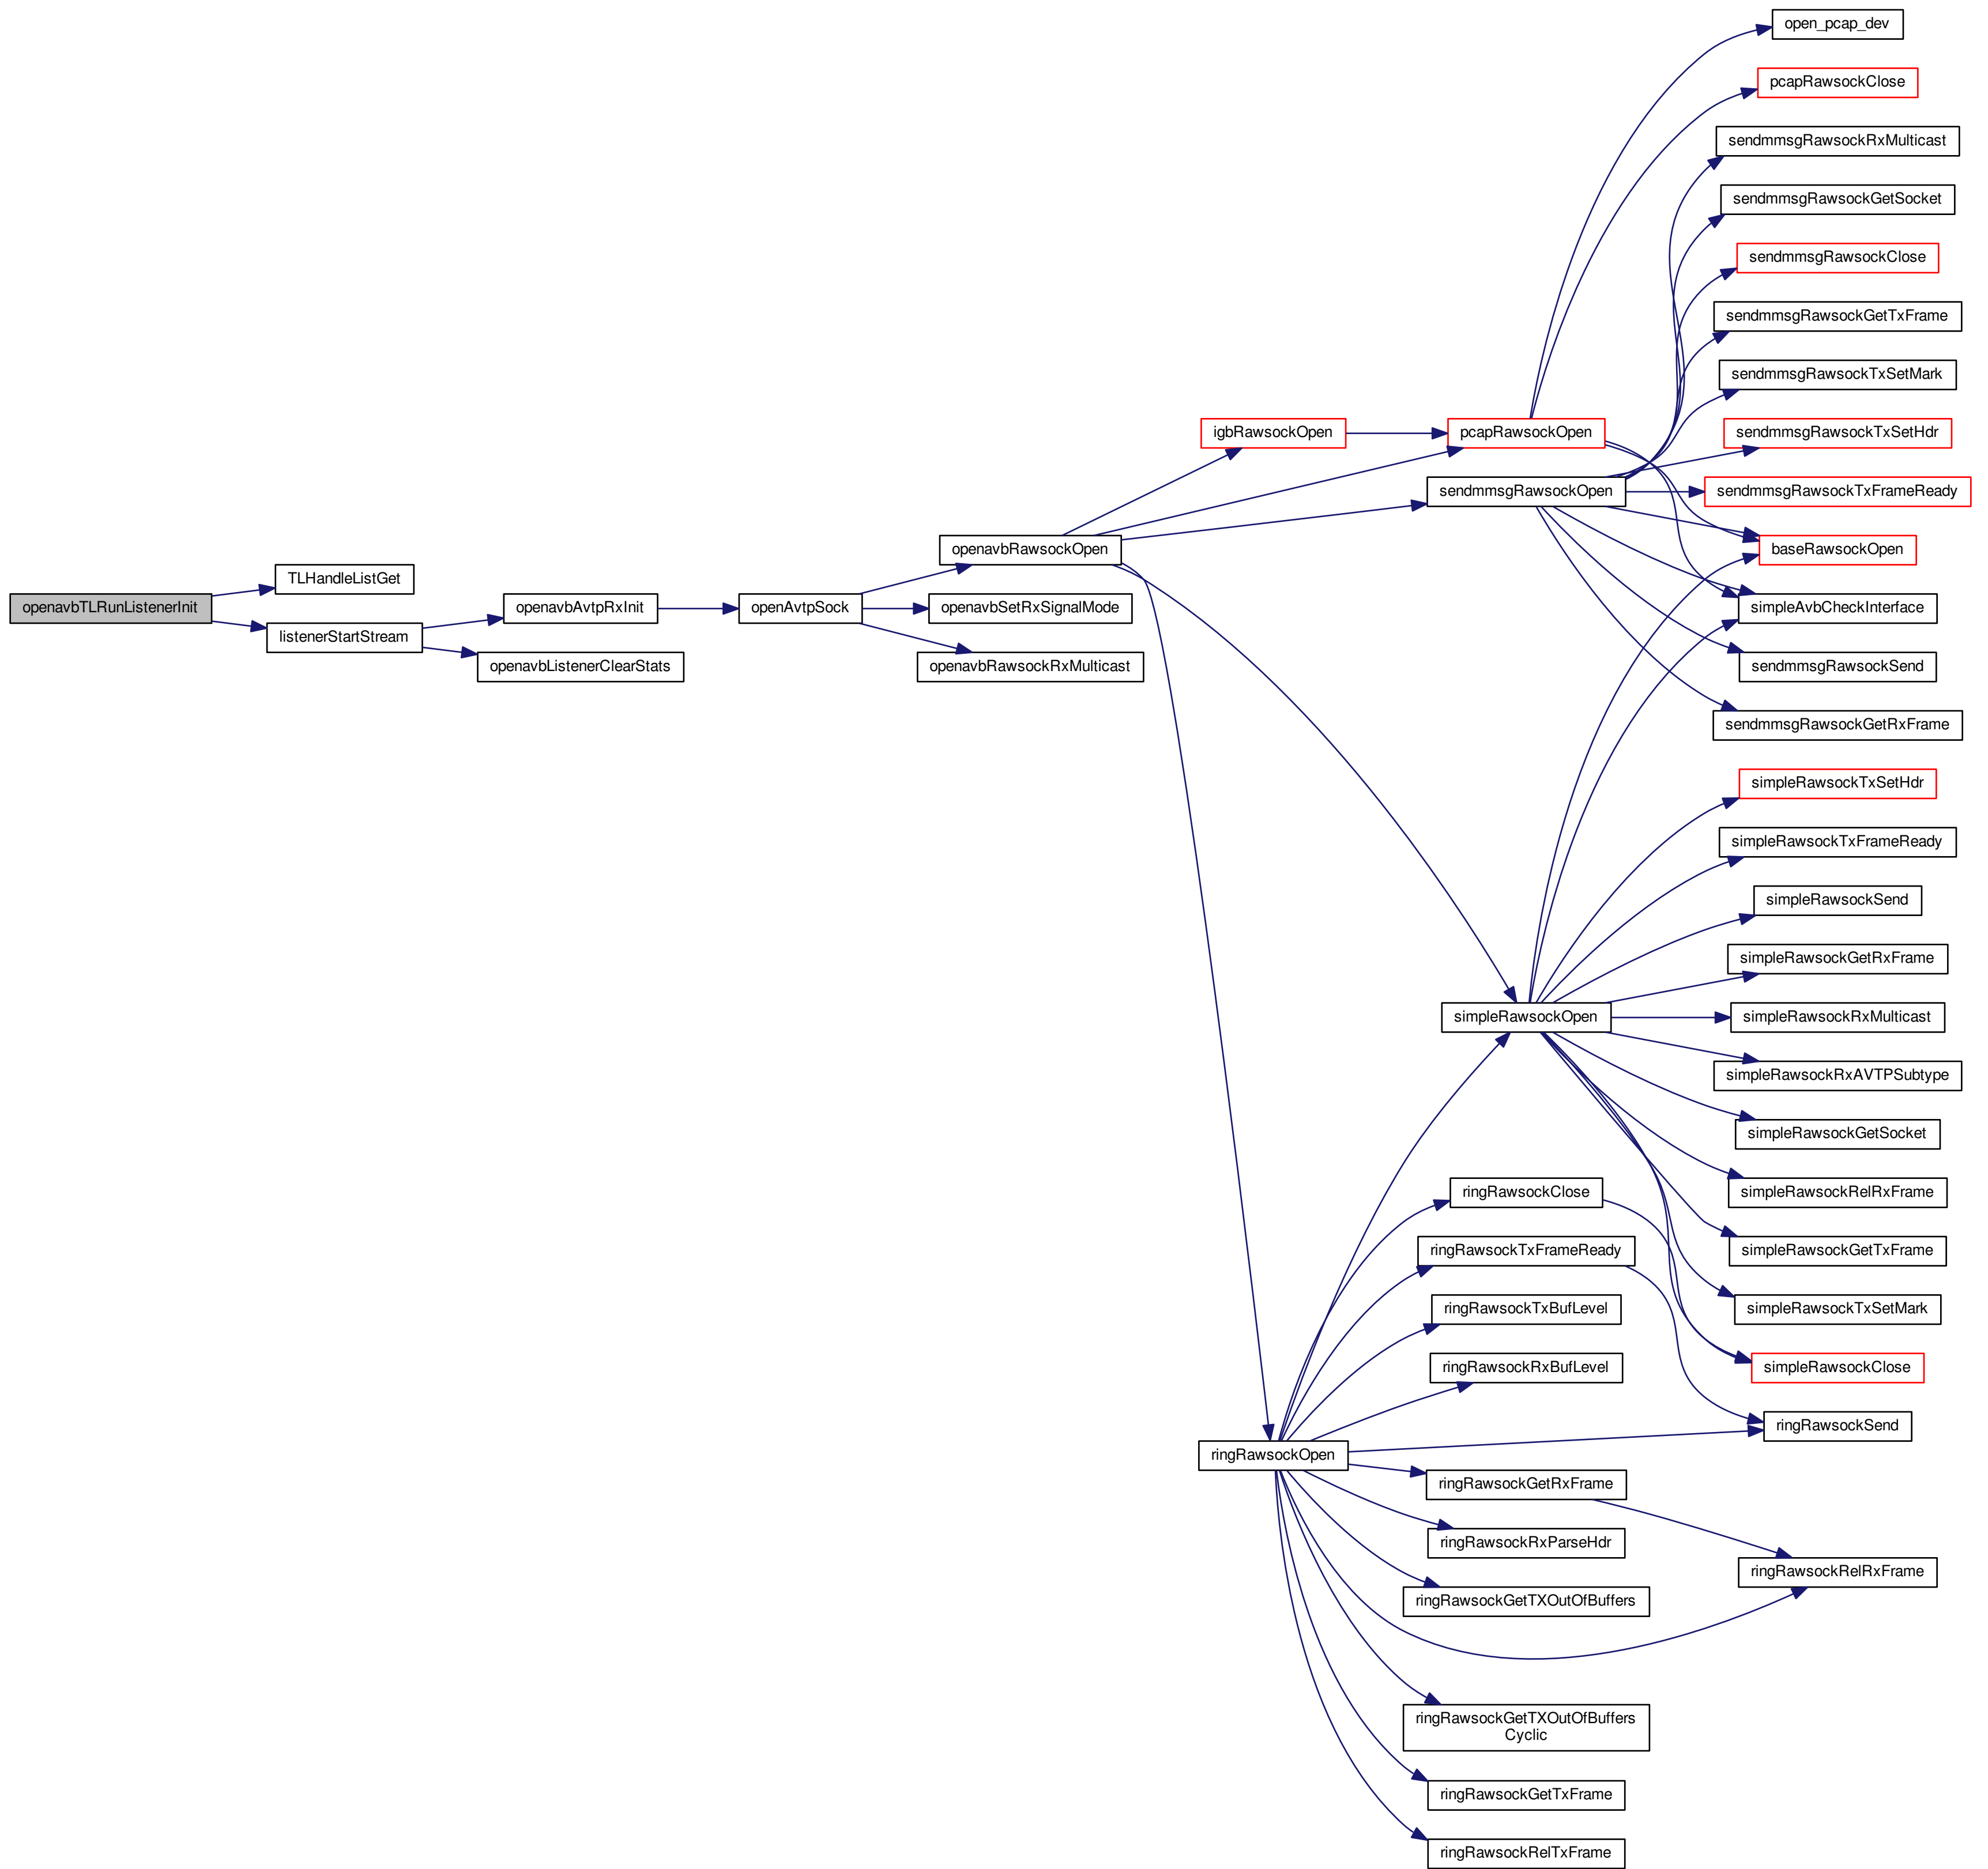 open_pcap_dev
pcapRawsockClose
sendmmsgRawsockRxMulticast
sendmmsgRawsockGetSocket
sendmmsgRawsockClose
sendmmsgRawsockGetTxFrame
sendmmsgRawsockTxSetMark
igbRawsockOpen
pcapRawsockOpen
sendmmsgRawsockTxSetHdr
sendmmsgRawsockOpen
sendmmsgRawsockTxFrameReady
openavbRawsockOpen
baseRawsockOpen
TLHandleListGet
openavbTLRunListenerInit
openavbAvtpRxInit
openAvtpSock
openavbSetRxSignalMode
simpleAvbCheckInterface
listenerStartStream
openavbListenerClearStats
openavbRawsockRxMulticast
sendmmsgRawsockSend
sendmmsgRawsockGetRxFrame
simpleRawsockTxSetHdr
simpleRawsockTxFrameReady
simpleRawsockSend
simpleRawsockGetRxFrame
simpleRawsockOpen
simpleRawsockRxMulticast
simpleRawsockRxAVTPSubtype
simpleRawsockGetSocket
ringRawsockClose
simpleRawsockRelRxFrame
ringRawsockTxFrameReady
simpleRawsockGetTxFrame
ringRawsockTxBufLevel
simpleRawsockTxSetMark
ringRawsockRxBufLevel
simpleRawsockClose
ringRawsockSend
ringRawsockOpen
ringRawsockGetRxFrame
ringRawsockRxParseHdr
ringRawsockRelRxFrame
ringRawsockGetTXOutOfBuffers
ringRawsockGetTXOutOfBuffers
Cyclic
ringRawsockGetTxFrame
ringRawsockRelTxFrame